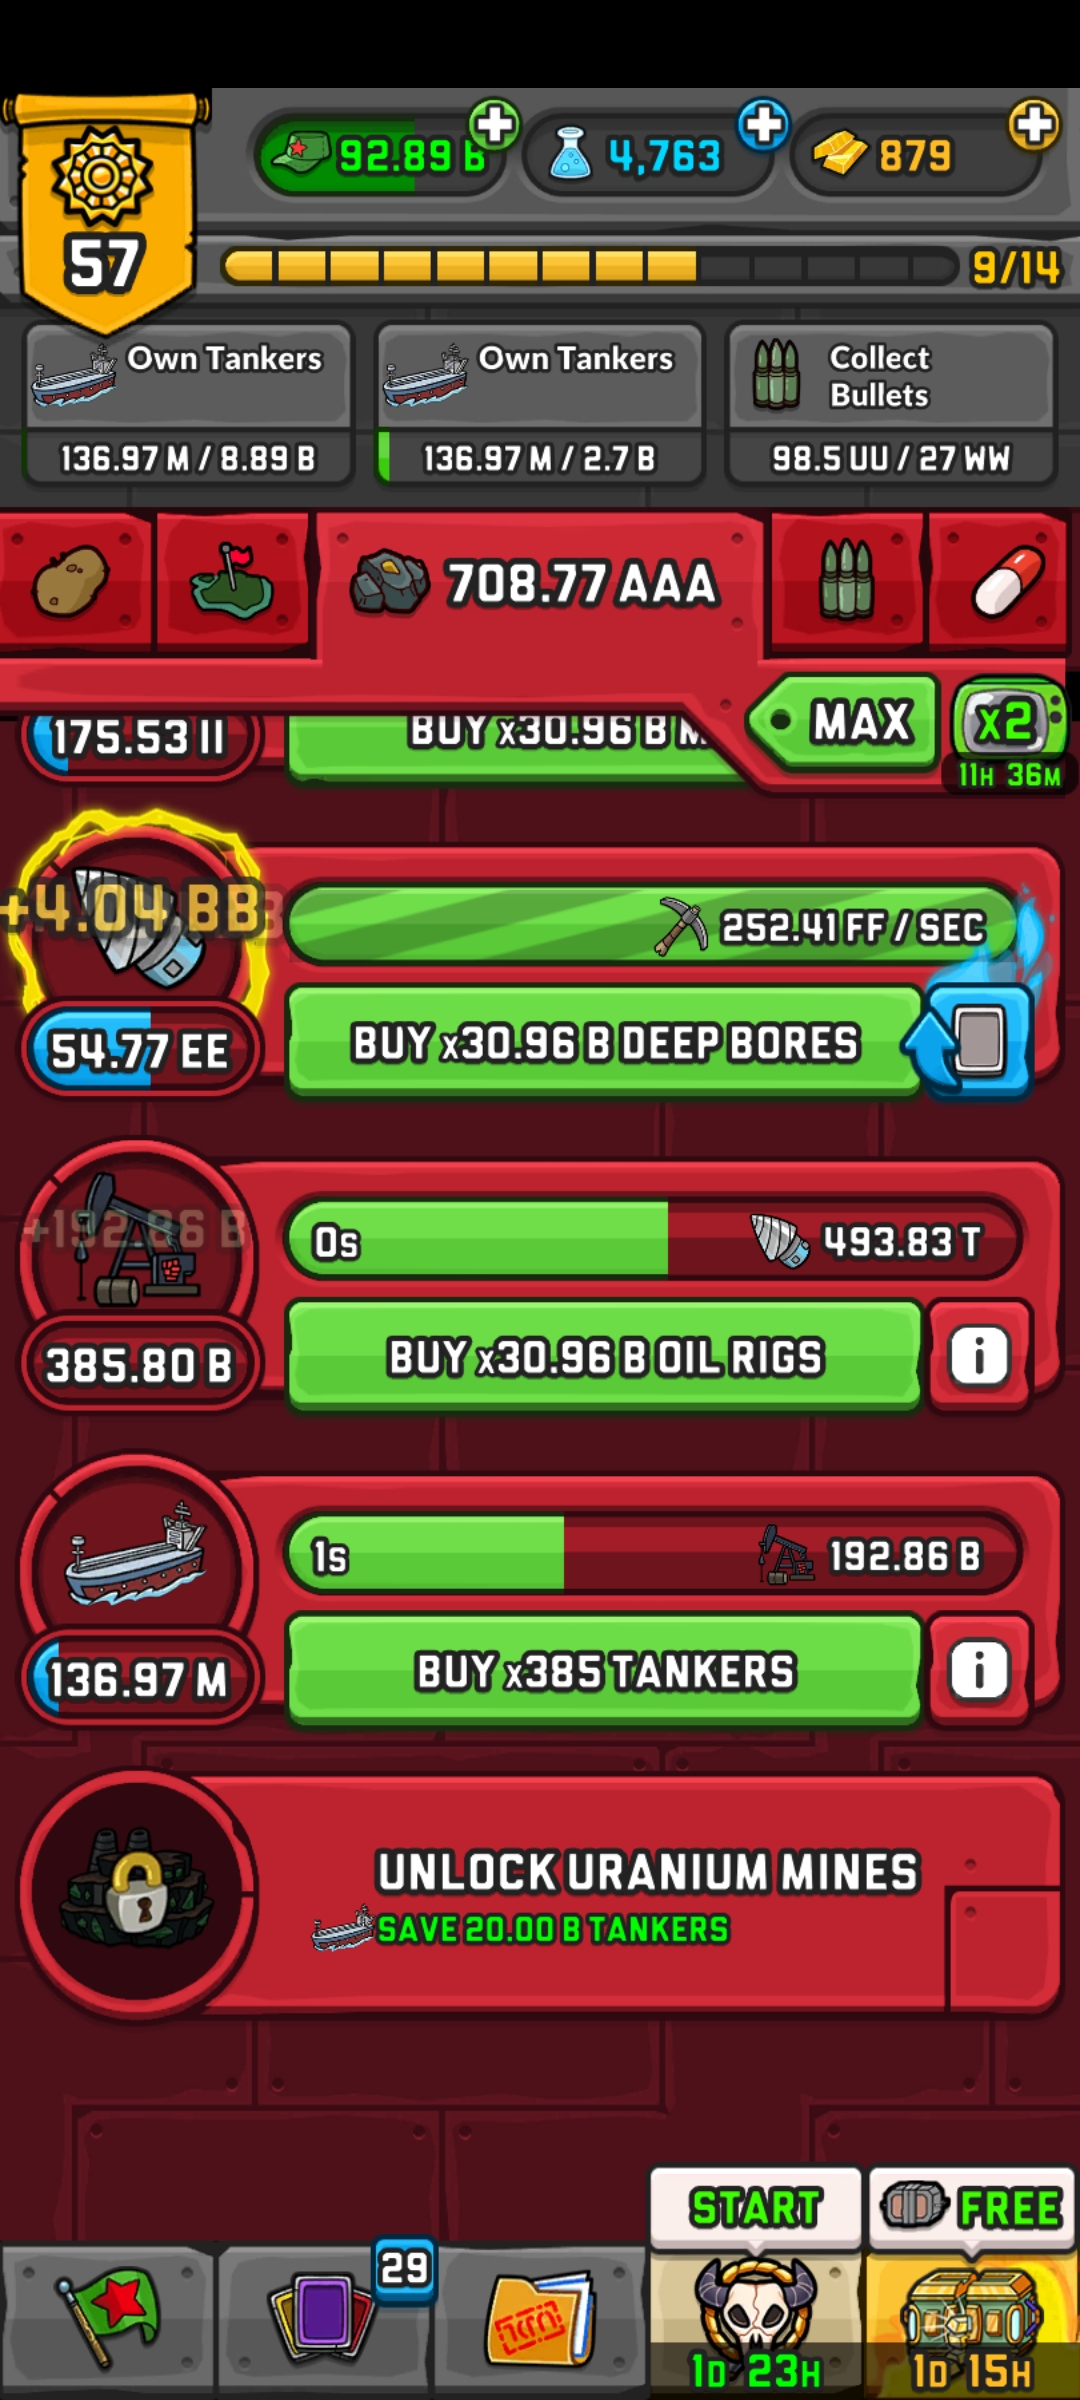 92.89 B
4,763
879
57
9/14
Own Tankers
136.97 M / 8.89 B
Own Tankers
136.97 M / 2.7 B
Collect
Bullets
98.5 UU / 27 WW
708.77 AAA
MAX
x2
11H 36M
175.53 II
BUY x30.96 B
+4.04 BB
252.41 FF / SEC
54.77 EE
BUY x30.96 B DEEP BORES
+192.86 B
0s
493.83 T
385.80 B
BUY x30.96 B OIL RIGS
i
1s
192.86 B
136.97 M
BUY x385 TANKERS
i
UNLOCK URANIUM MINES
SAVE 20.00 B TANKERS
START
FREE
29
1D 23H
1D 15H